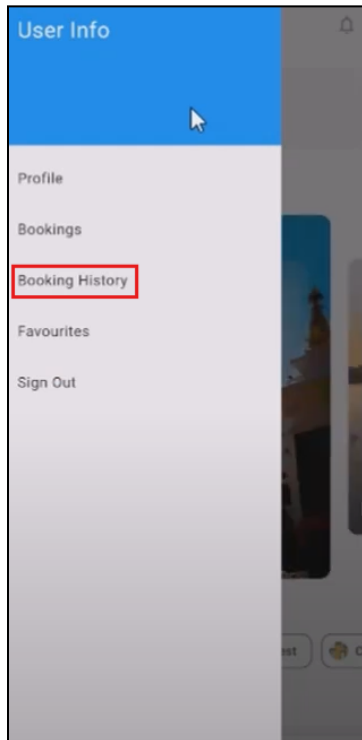 User Info
Profile
Bookings
Booking History
Favourites
Sign Out